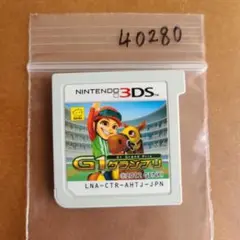 40280
NINTENDO 3DS
G1グランプリ
LNA-CTR-AHTJ-JPN